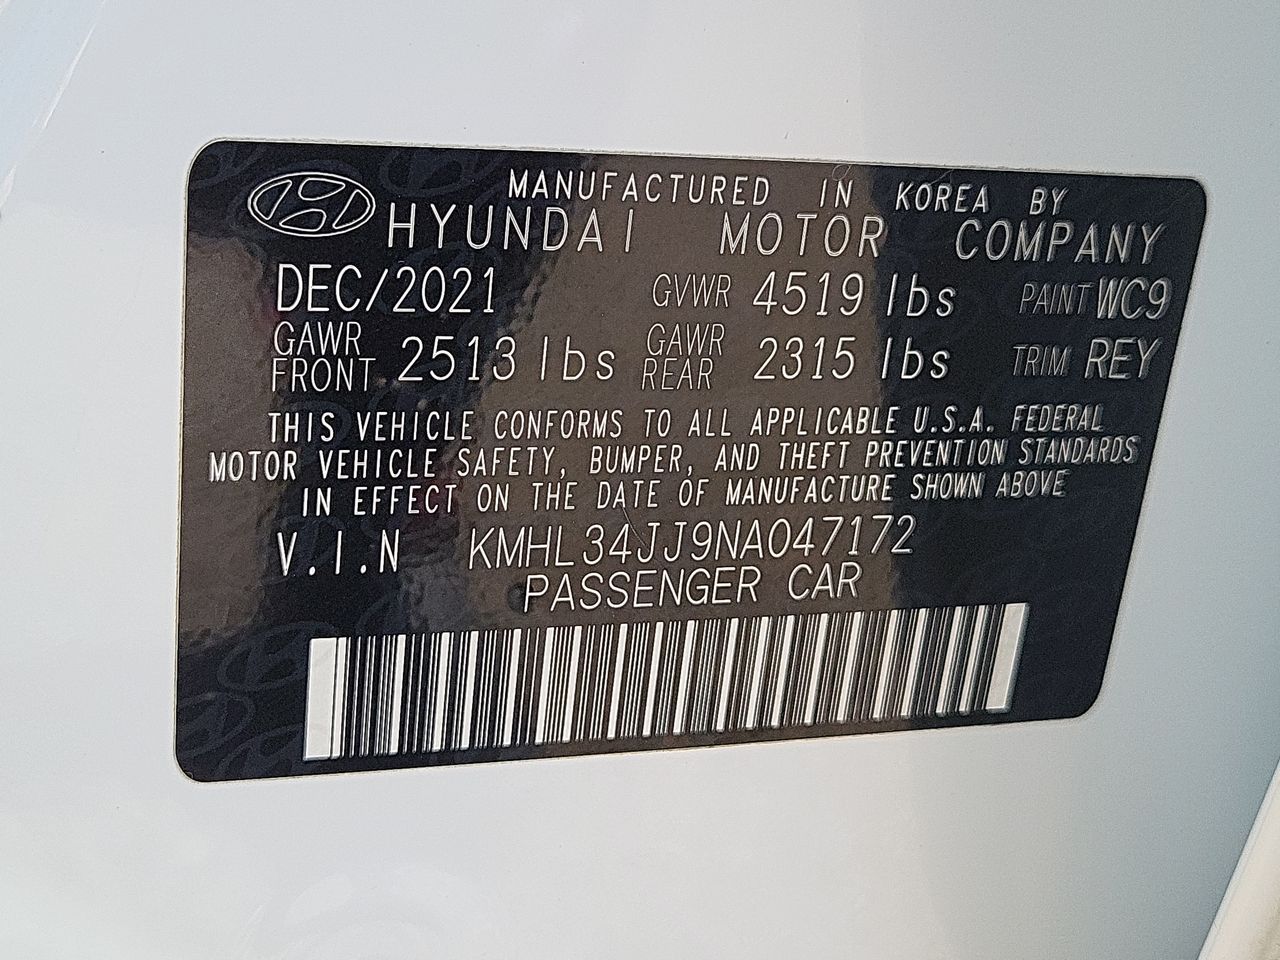 MANUFACTURED IN KOREA BY
HYUNDAI MOTOR COMPANY
DEC/2021 GVWR 4519 lbs PAINT WC9
GAWR FRONT 2513 lbs GAWR REAR 2315 lbs TRIM REY
THIS VEHICLE CONFORMS TO ALL APPLICABLE U.S.A. FEDERAL
MOTOR VEHICLE SAFETY, BUMPER, AND THEFT PREVENTION STANDARDS
IN EFFECT ON THE DATE OF MANUFACTURE SHOWN ABOVE
V.I.N KMHL34JJ9NA047172
PASSENGER CAR